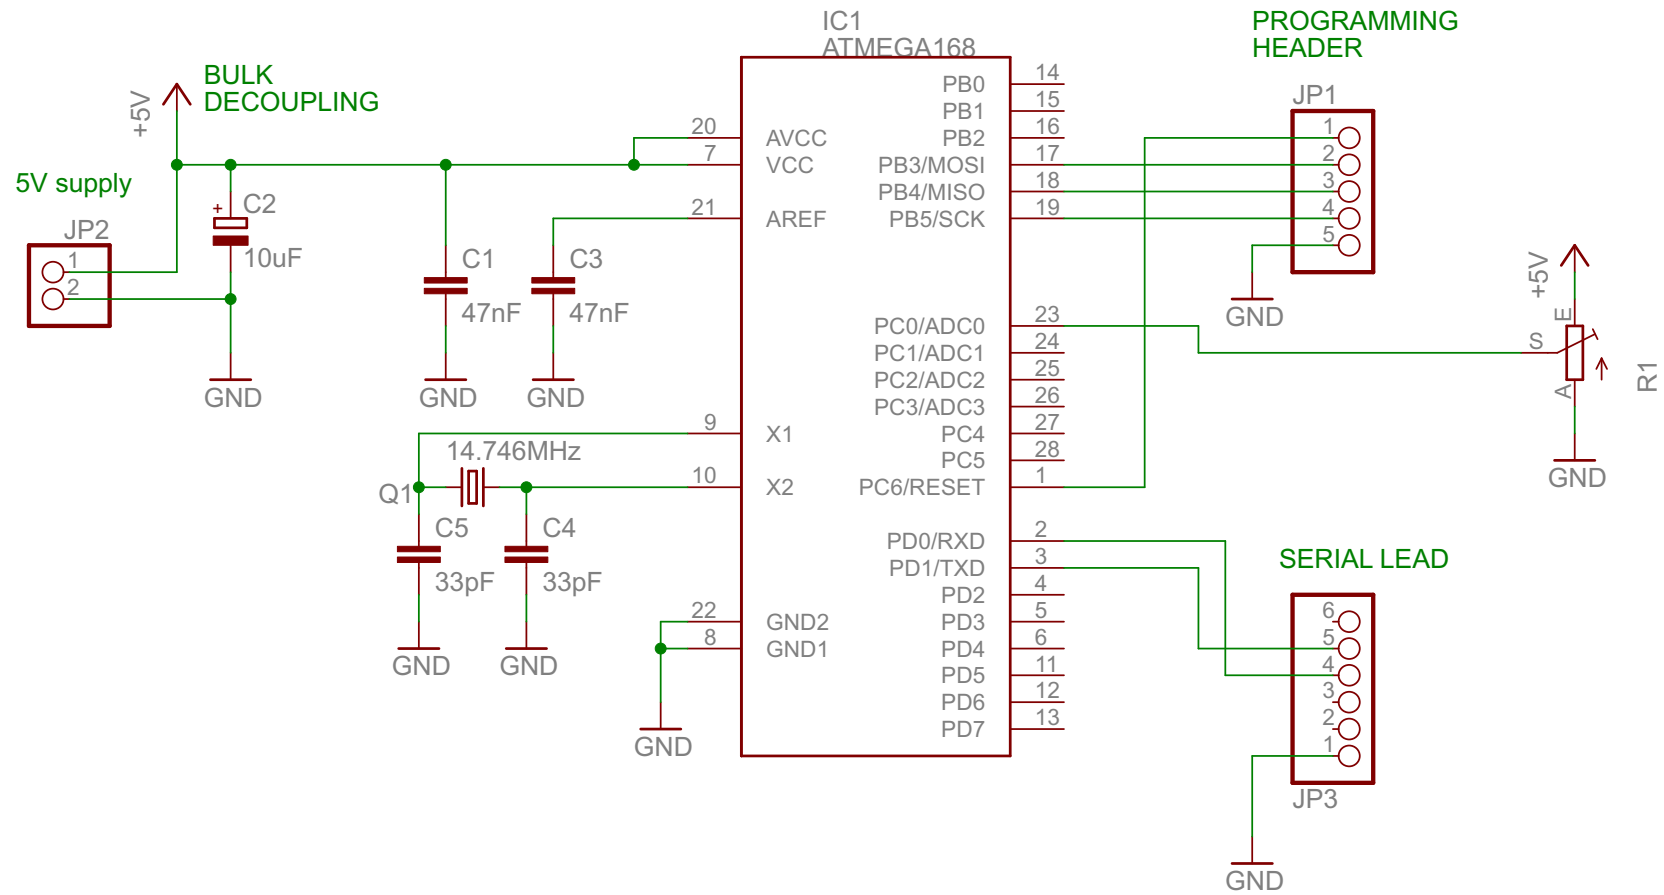 IC1
ATMEGA168
PROGRAMMING
HEADER
BULK
DECOUPLING
+5V
5V supply
JP2
1
2
C2
+
10uF
GND
C1
47nF
GND
C3
47nF
GND
20
AVCC
7
VCC
21
AREF
9
X1
10
X2
22
GND2
8
GND1
14.746MHz
Q1
C5
33pF
GND
C4
33pF
GND
GND
PB0
14
PB1
15
PB2
16
PB3/MOSI
17
PB4/MISO
18
PB5/SCK
19
PC0/ADC0
23
PC1/ADC1
24
PC2/ADC2
25
PC3/ADC3
26
PC4
27
PC5
28
PC6/RESET
1
PD0/RXD
2
PD1/TXD
3
PD2
4
PD3
5
PD4
6
PD5
11
PD6
12
PD7
13
JP1
1
2
3
4
5
GND
+5V
E
S
A
R1
GND
SERIAL LEAD
6
5
4
3
2
1
JP3
GND